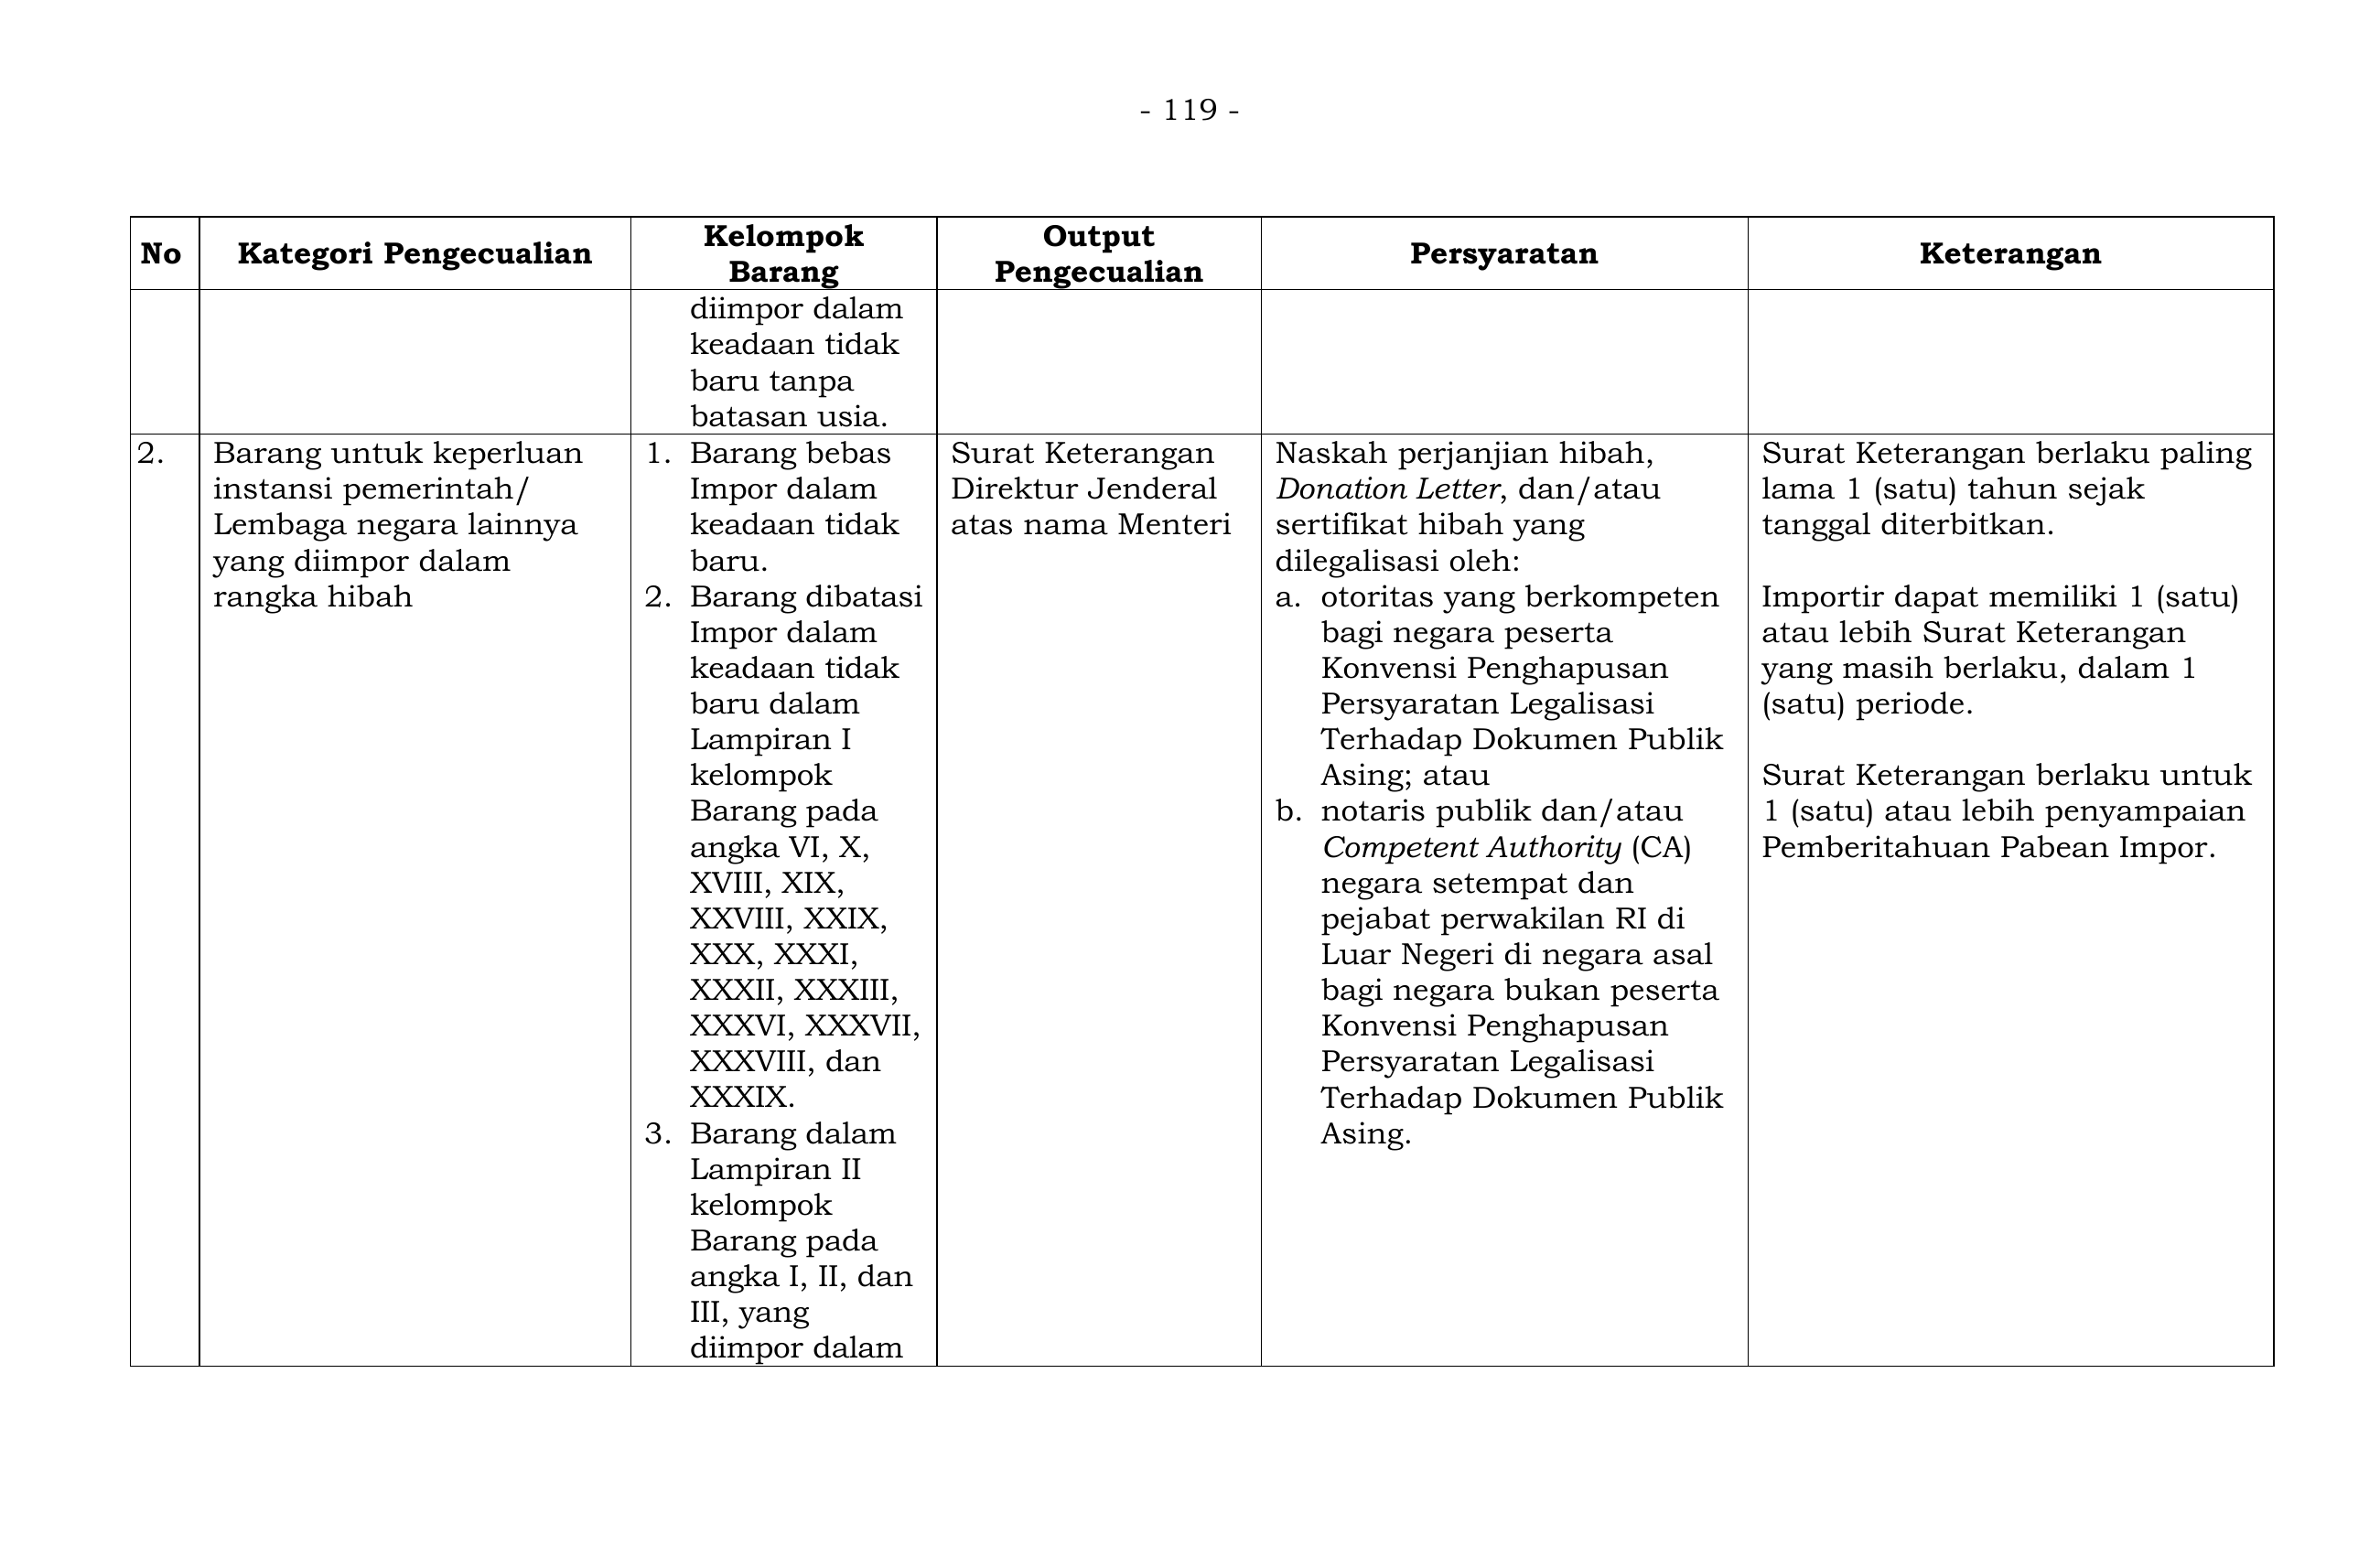 - 119 -
No
Kategori Pengecualian
Kelompok
Barang
Output
Pengecualian
Persyaratan
Keterangan
diimpor dalam
keadaan tidak
baru tanpa
batasan usia.
2.
Barang untuk keperluan
instansi pemerintah/
Lembaga negara lainnya
yang diimpor dalam
rangka hibah
1. Barang bebas
Impor dalam
keadaan tidak
baru.
2. Barang dibatasi
Impor dalam
keadaan tidak
baru dalam
Lampiran I
kelompok
Barang pada
angka VI, X,
XVIII, XIX,
XXVIII, XXIX,
XXX, XXXI,
XXXII, XXXIII,
XXXVI, XXXVII,
XXXVIII, dan
XXXIX.
3. Barang dalam
Lampiran II
kelompok
Barang pada
angka I, II, dan
III, yang
diimpor dalam
Surat Keterangan
Direktur Jenderal
atas nama Menteri
Naskah perjanjian hibah,
Donation Letter, dan/atau
sertifikat hibah yang
dilegalisasi oleh:
a. otoritas yang berkompeten
bagi negara peserta
Konvensi Penghapusan
Persyaratan Legalisasi
Terhadap Dokumen Publik
Asing; atau
b. notaris publik dan/atau
Competent Authority (CA)
negara setempat dan
pejabat perwakilan RI di
Luar Negeri di negara asal
bagi negara bukan peserta
Konvensi Penghapusan
Persyaratan Legalisasi
Terhadap Dokumen Publik
Asing.
Surat Keterangan berlaku paling
lama 1 (satu) tahun sejak
tanggal diterbitkan.
Importir dapat memiliki 1 (satu)
atau lebih Surat Keterangan
yang masih berlaku, dalam 1
(satu) periode.
Surat Keterangan berlaku untuk
1 (satu) atau lebih penyampaian
Pemberitahuan Pabean Impor.